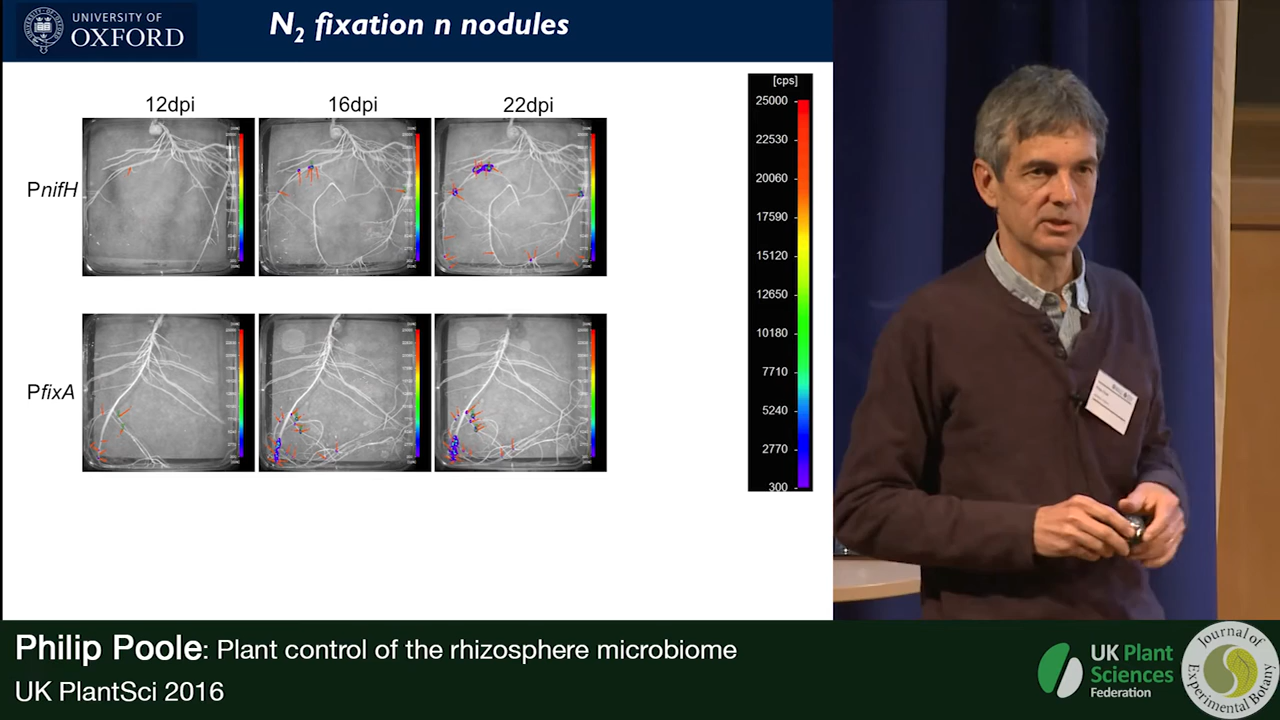 UNIVERSITY OF
OXFORD
N2 fixation n nodules
12dpi
16dpi
22dpi
PnifH
PfixA
[cps]
25000
22530
20060
17590
15120
12650
10180
7710
5240
2770
300
Philip Poole: Plant control of the rhizosphere microbiome
UK PlantSci 2016
UK Plant
Sciences
Federation
Journal of
Experimental Botany